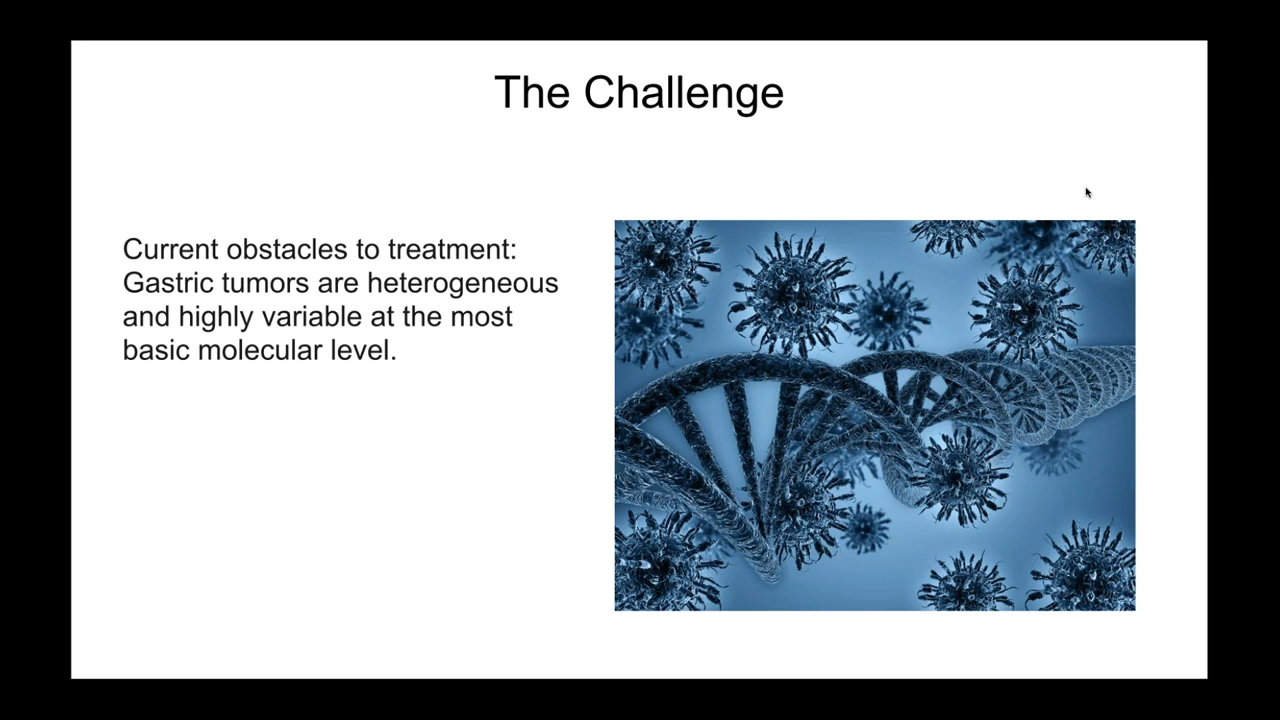 The Challenge
Current obstacles to treatment:
Gastric tumors are heterogeneous
and highly variable at the most
basic molecular level.